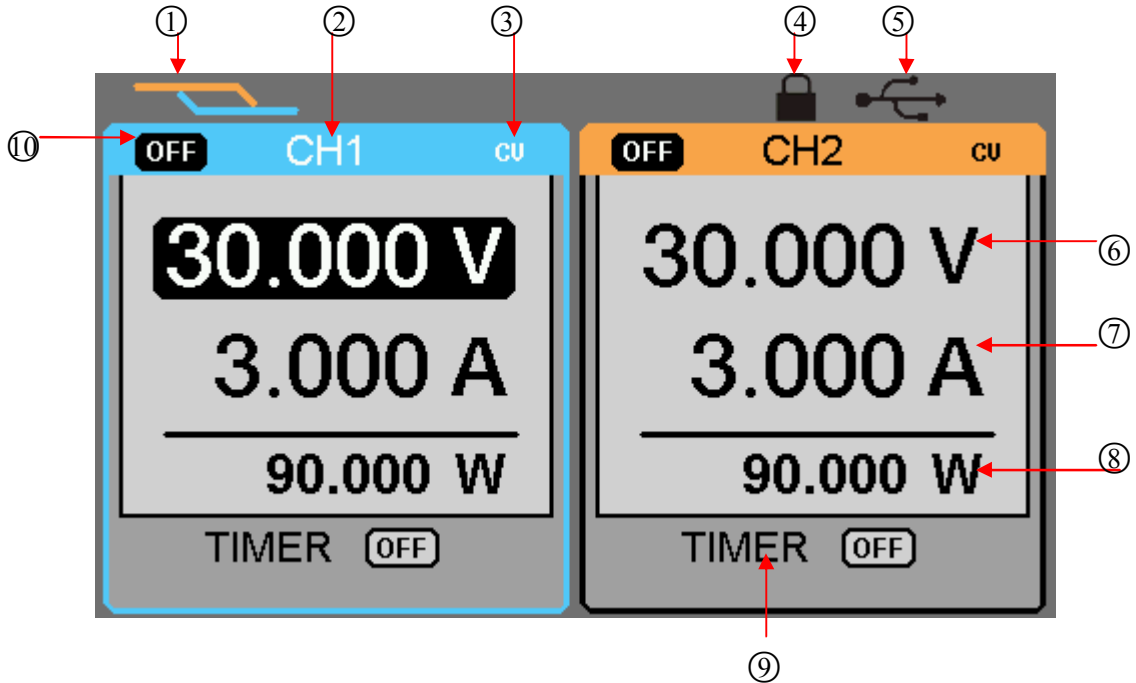 ① ② ③ ④ ⑤
⑩ OFF CH1 CV OFF CH2 CV
30.000 V 30.000 V ⑥
3.000 A 3.000 A ⑦
90.000 W 90.000 W ⑧
TIMER OFF TIMER OFF
⑨